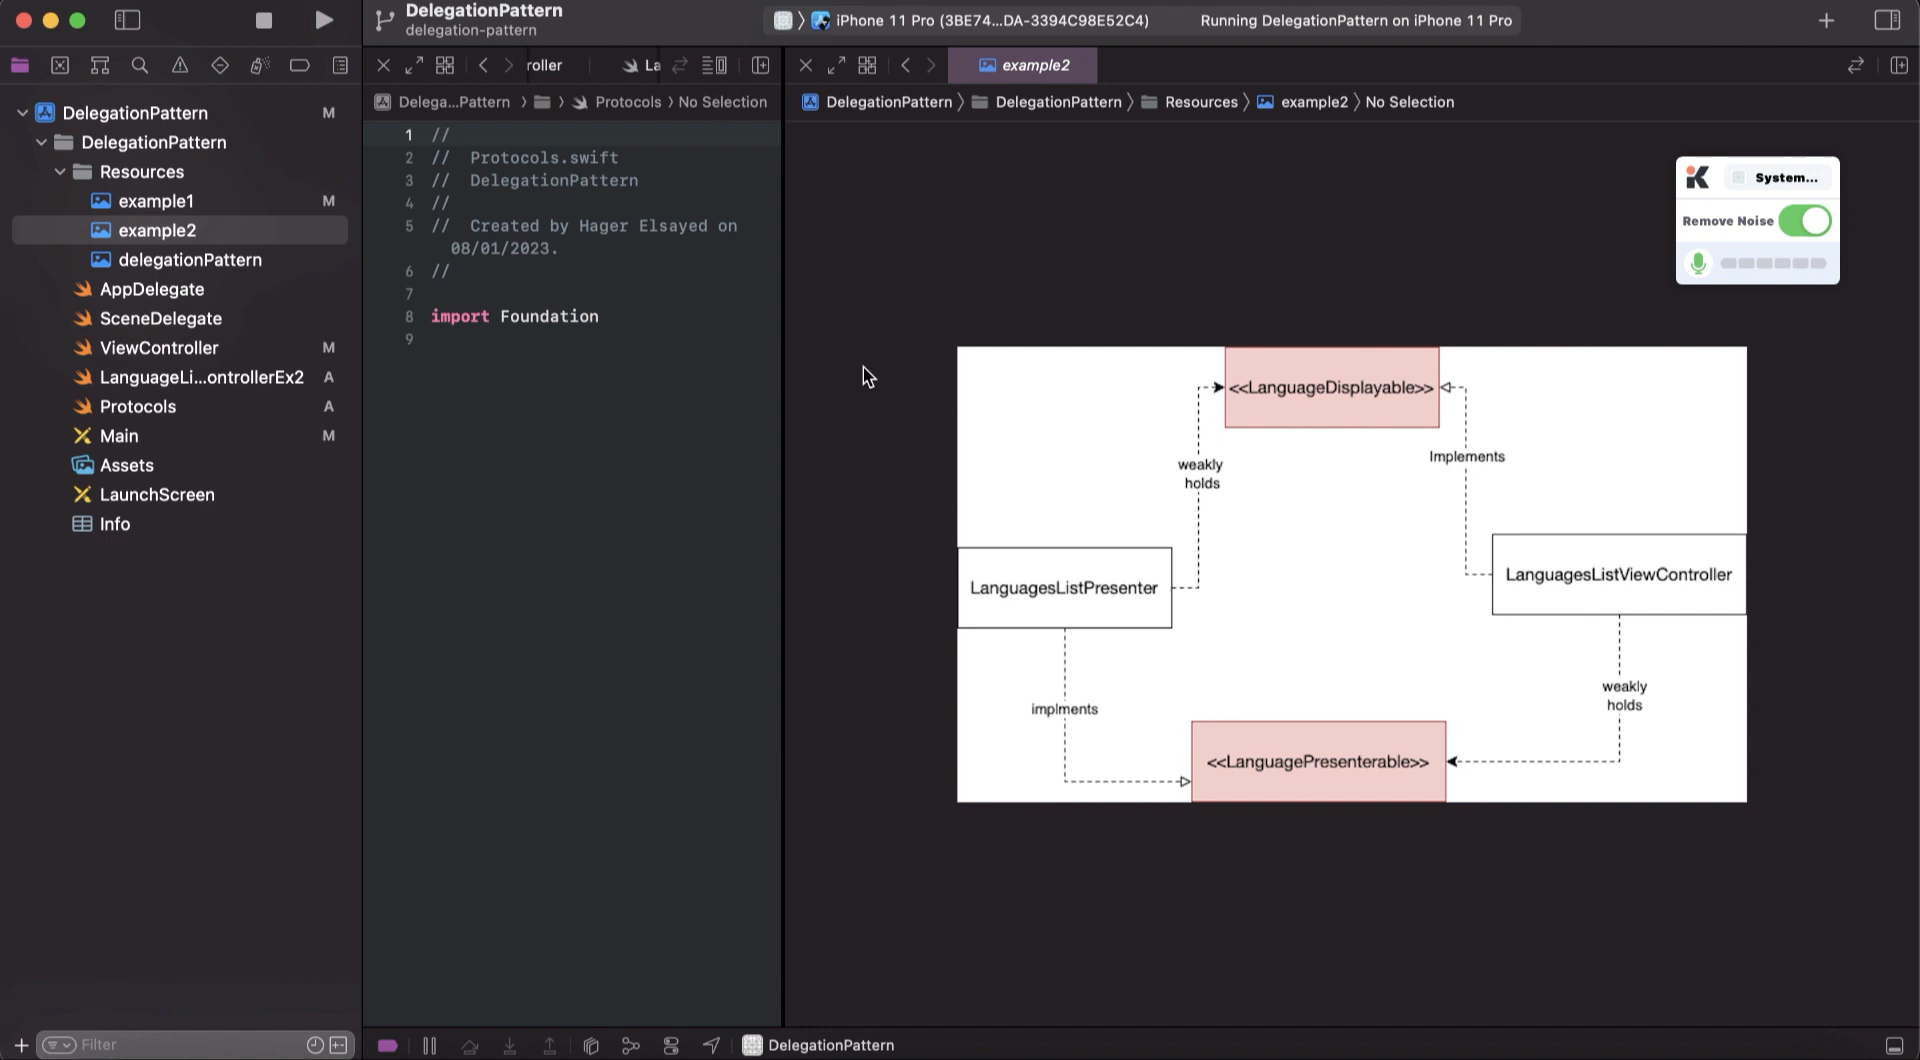 DelegationPattern
delegation-pattern
iPhone 11 Pro (3BE74...DA-3394C98E52C4)
Running DelegationPattern on iPhone 11 Pro
roller
La
example2
Delega...Pattern
Protocols
No Selection
DelegationPattern
DelegationPattern
Resources
example2
No Selection
DelegationPattern M
DelegationPattern
Resources
example1 M
example2
delegationPattern
AppDelegate
SceneDelegate
ViewController M
LanguageLi...ontrollerEx2 A
Protocols A
Main M
Assets
LaunchScreen
Info
Filter
1 //
2 // Protocols.swift
3 // DelegationPattern
4 //
5 // Created by Hager Elsayed on
08/01/2023.
6 //
7
8 import Foundation
9
System...
Remove Noise
<<LanguageDisplayable>>
weakly
holds
Implements
LanguagesListPresenter
LanguagesListViewController
implments
weakly
holds
<<LanguagePresenterable>>
DelegationPattern